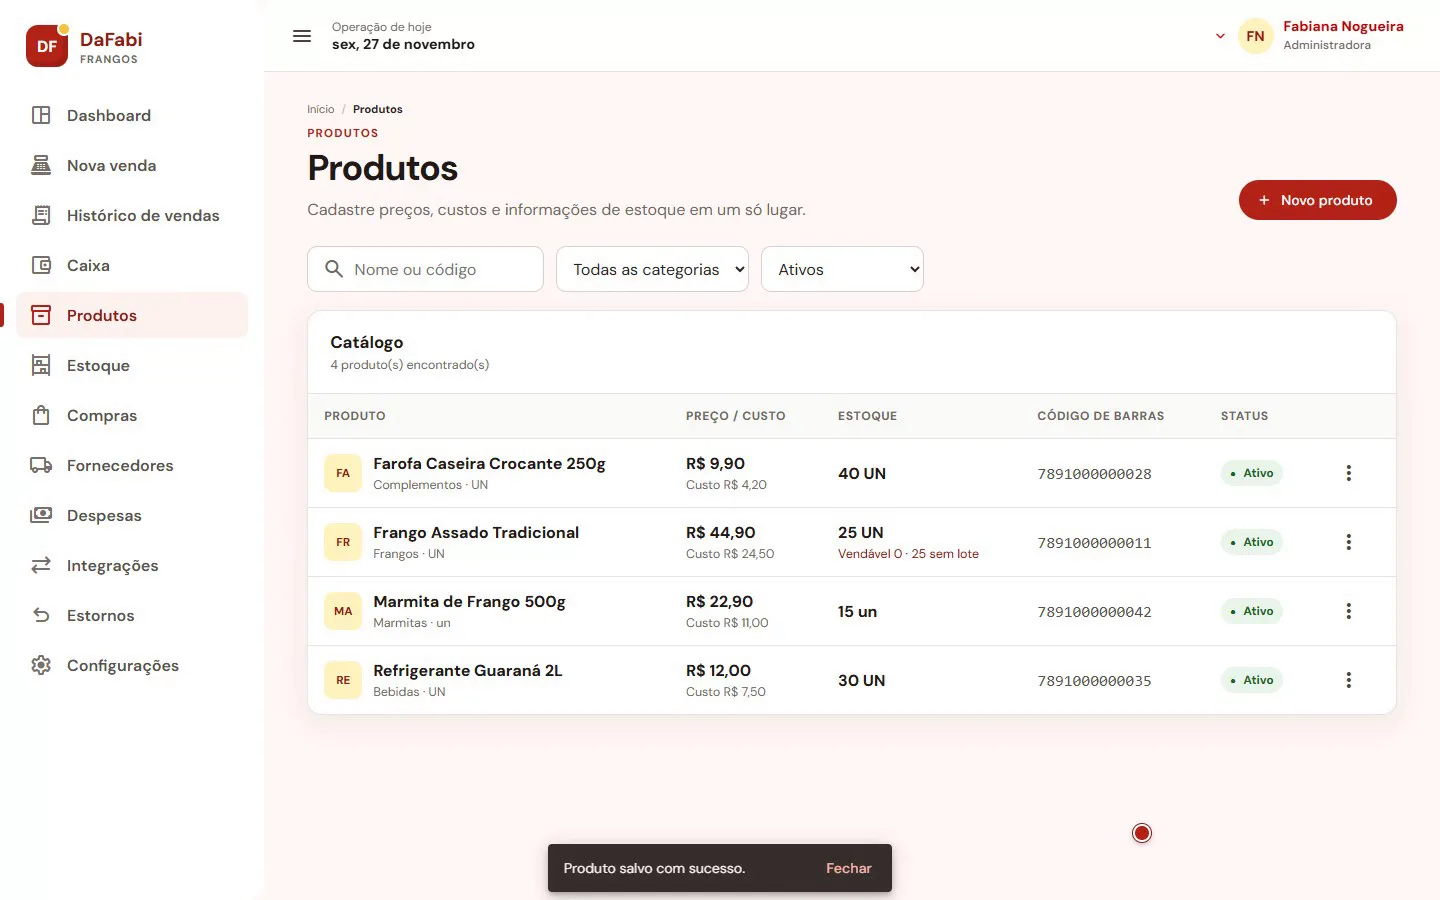 DF
DaFabi
FRANGOS
Dashboard
Nova venda
Histórico de vendas
Caixa
Produtos
Estoque
Compras
Fornecedores
Despesas
Integrações
Estornos
Configurações
Operação de hoje
sex, 27 de novembro
FN
Fabiana Nogueira
Administradora
Início / Produtos
PRODUTOS
Produtos
Cadastre preços, custos e informações de estoque em um só lugar.
+ Novo produto
Nome ou código
Todas as categorias
Ativos
Catálogo
4 produto(s) encontrado(s)
PRODUTO PREÇO / CUSTO ESTOQUE CÓDIGO DE BARRAS STATUS
FA
Farofa Caseira Crocante 250g
Complementos · UN
R$ 9,90
Custo R$ 4,20
40 UN
7891000000028
Ativo
FR
Frango Assado Tradicional
Frangos · UN
R$ 44,90
Custo R$ 24,50
25 UN
Vendável 0 · 25 sem lote
7891000000011
Ativo
MA
Marmita de Frango 500g
Marmitas · un
R$ 22,90
Custo R$ 11,00
15 un
7891000000042
Ativo
RE
Refrigerante Guaraná 2L
Bebidas · UN
R$ 12,00
Custo R$ 7,50
30 UN
7891000000035
Ativo
Produto salvo com sucesso.
Fechar